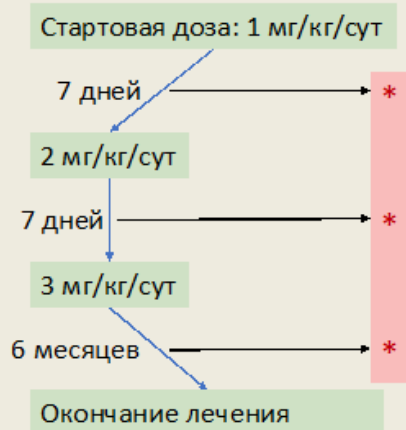 Стартовая доза: 1 мг/кг/сут
7 дней *
2 мг/кг/сут
7 дней *
3 мг/кг/сут
6 месяцев *
Окончание лечения